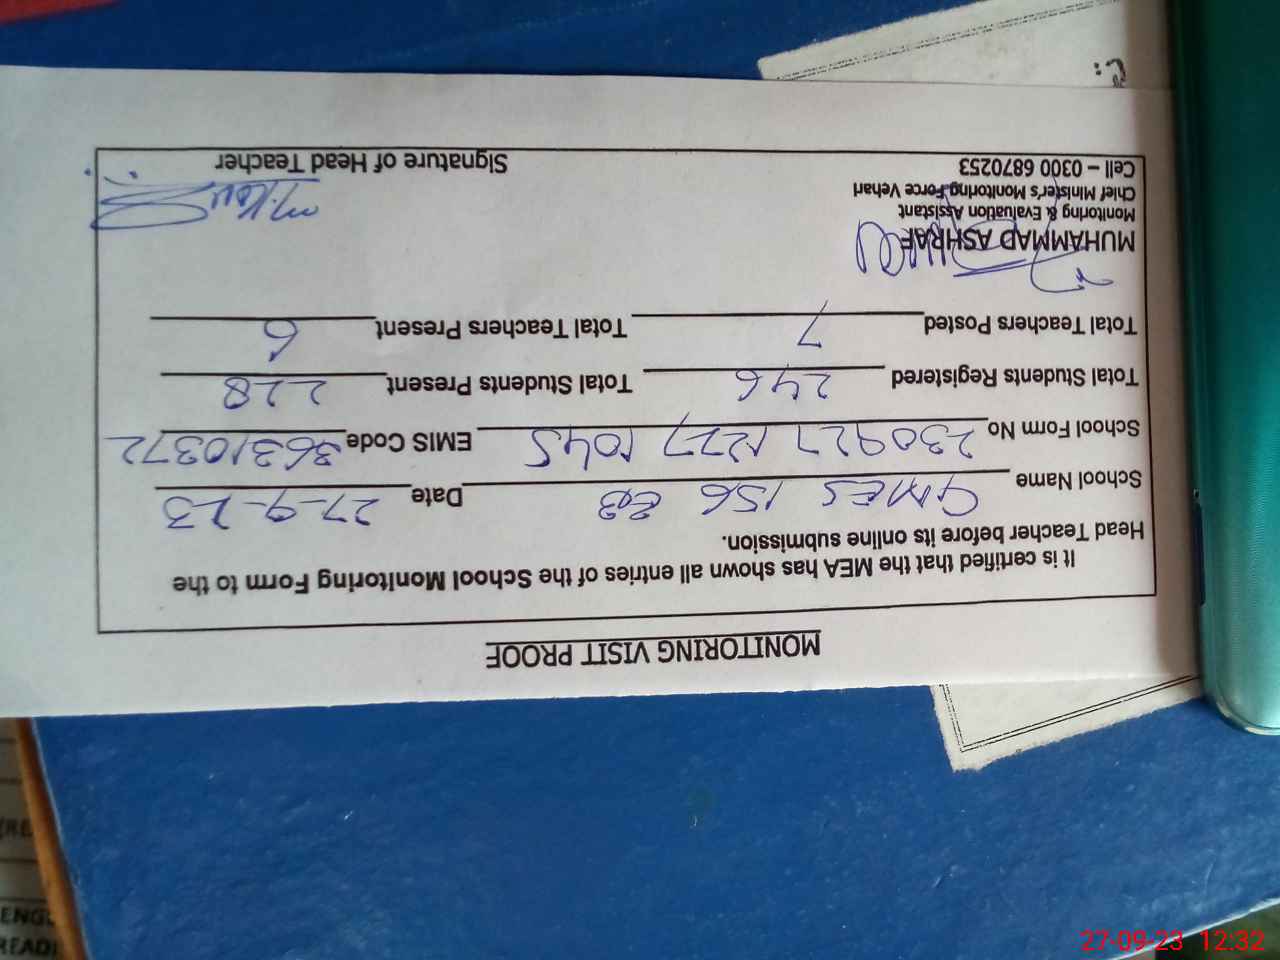 MONITORING VISIT PROOF
It is certified that the MEA has shown all entries of the School Monitoring Form to the
Head Teacher before its online submission.
School Name GMES 156 EB Date 27-9-23
School Form No 230927 1227 1045 EMIS Code 36310372
Total Students Registered 246 Total Students Present 228
Total Teachers Posted 7 Total Teachers Present 6
MUHAMMAD ASHRAF
Monitoring & Evaluation Assistant
Chief Minister's Monitoring Force Vehari
Cell – 0300 6870253 Signature of Head Teacher
27-09-23 12:32